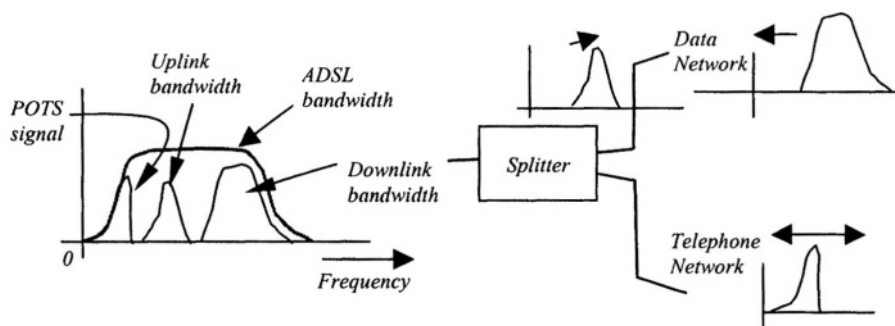 POTS
signal
Uplink
bandwidth
ADSL
bandwidth
Downlink
bandwidth
0
Frequency
Splitter
Data
Network
Telephone
Network